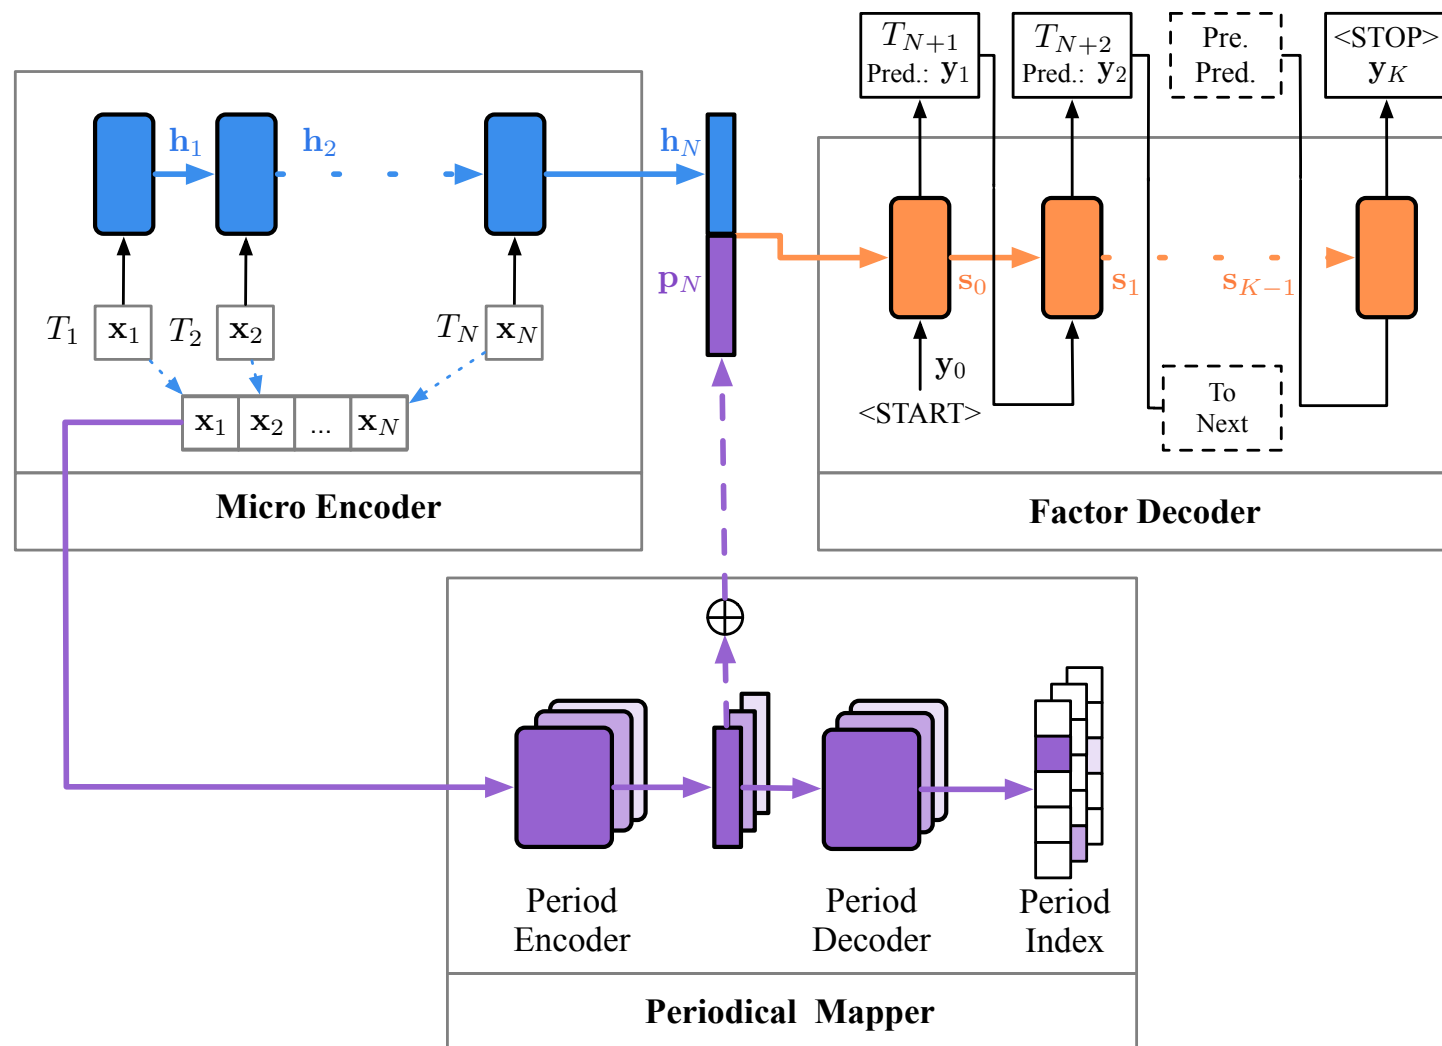 T_{N+1}
Pred.: y_1
T_{N+2}
Pred.: y_2
Pre.
Pred.
<STOP>
y_K
h_1
h_2
h_N
p_N
s_0
s_1
s_{K-1}
T_1
x_1
T_2
x_2
T_N
x_N
x_1
x_2
...
x_N
y_0
<START>
To
Next
Micro Encoder
Factor Decoder
Period
Encoder
Period
Decoder
Period
Index
Periodical Mapper